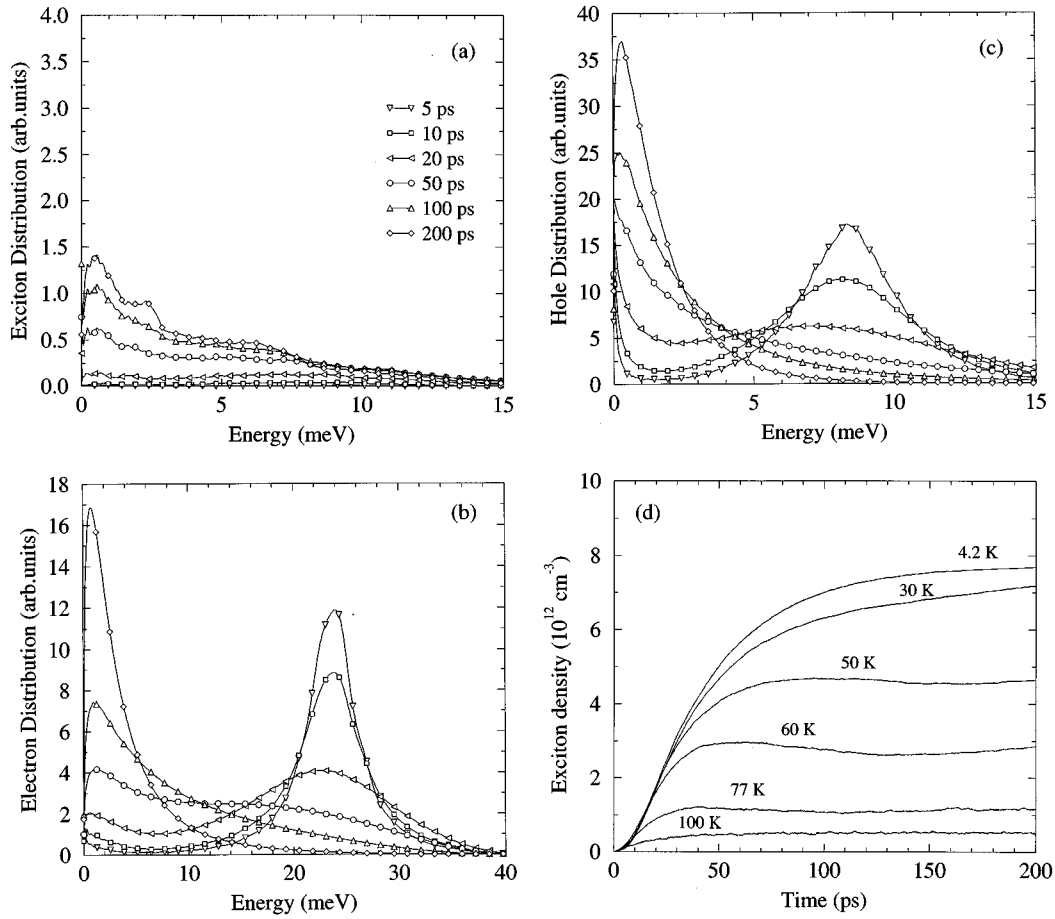 (a)
Exciton Distribution (arb.units)
4.0
3.5
3.0
2.5
2.0
1.5
1.0
0.5
0.0
5 ps
10 ps
20 ps
50 ps
100 ps
200 ps
0 5 10 15
Energy (meV)
(c)
Hole Distribution (arb.units)
40
35
30
25
20
15
10
5
0
0 5 10 15
Energy (meV)
(b)
Electron Distribution (arb.units)
18
16
14
12
10
8
6
4
2
0
0 20 40
Energy (meV)
(d)
Exciton density (10¹² cm⁻³)
10
8
6
4
2
0
4.2 K
30 K
50 K
60 K
77 K
100 K
0 50 100 150 200
Time (ps)